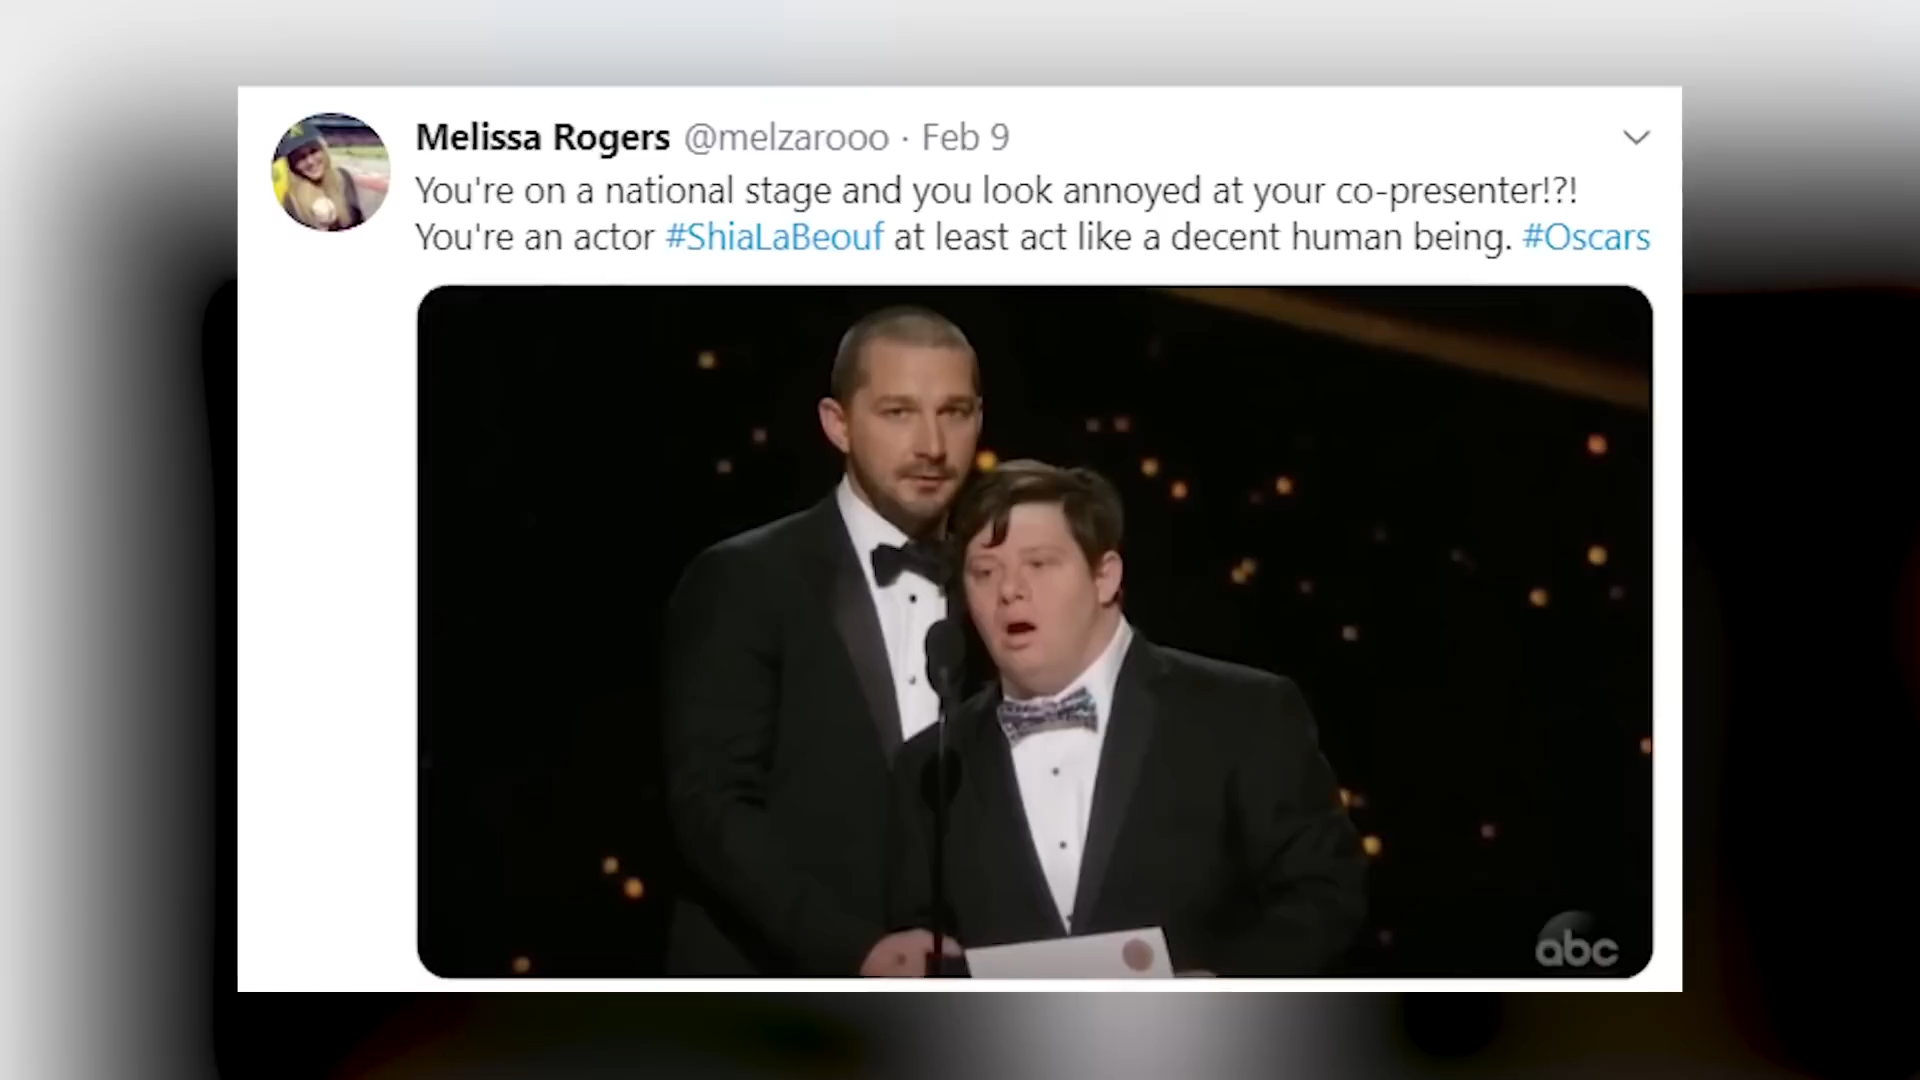 Melissa Rogers @melzarooo · Feb 9
You're on a national stage and you look annoyed at your co-presenter!?!
You're an actor #ShiaLaBeouf at least act like a decent human being. #Oscars
abc